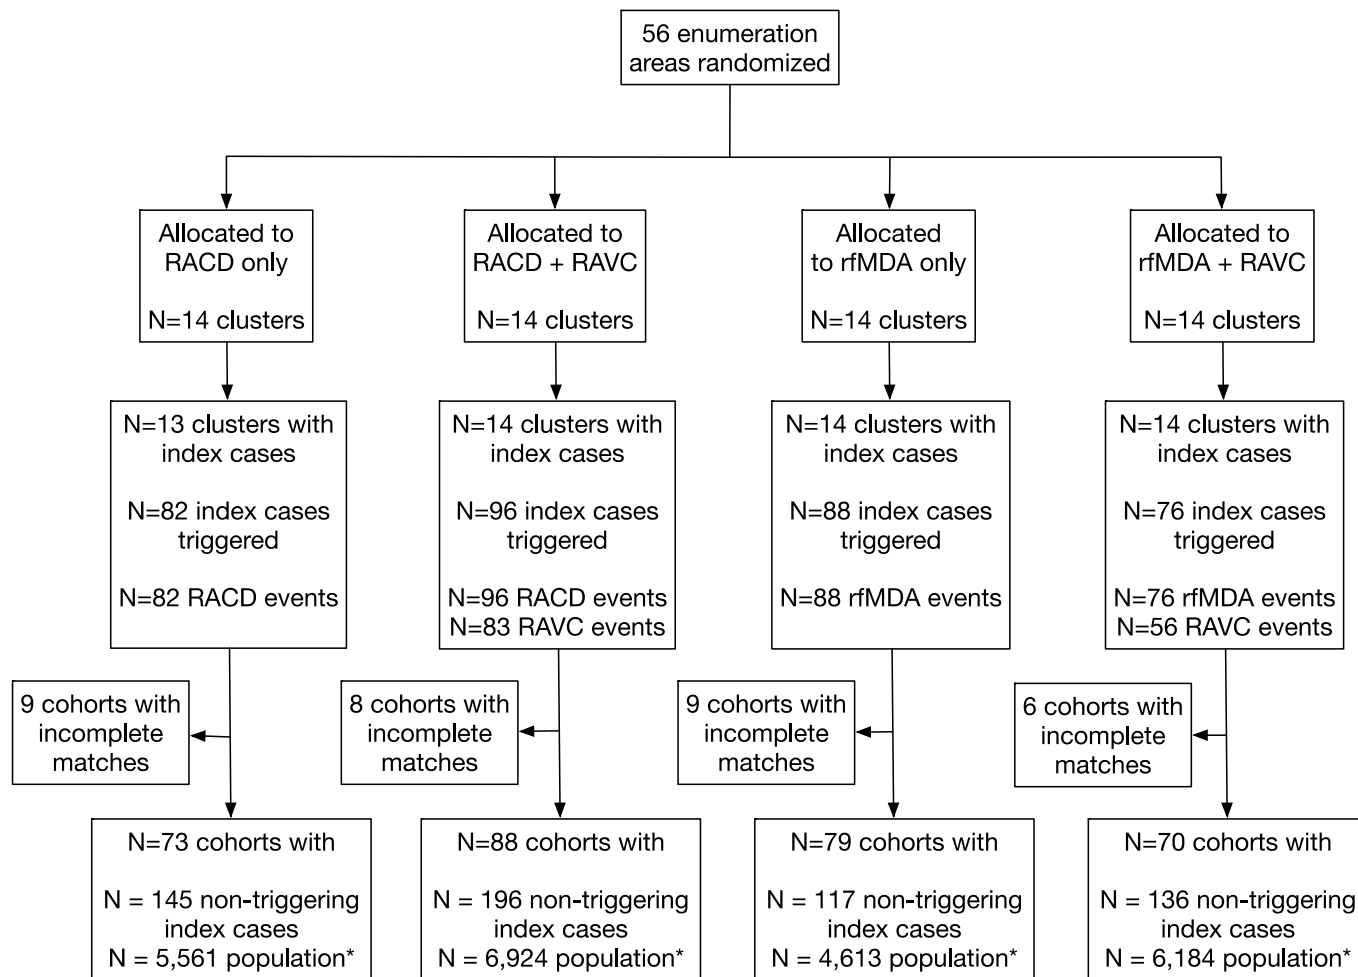 56 enumeration
areas randomized
Allocated to
RACD only
N=14 clusters
Allocated to
RACD + RAVC
N=14 clusters
Allocated
to rfMDA only
N=14 clusters
Allocated to
rfMDA + RAVC
N=14 clusters
N=13 clusters with
index cases
N=82 index cases
triggered
N=82 RACD events
N=14 clusters with
index cases
N=96 index cases
triggered
N=96 RACD events
N=83 RAVC events
N=14 clusters with
index cases
N=88 index cases
triggered
N=88 rfMDA events
N=14 clusters with
index cases
N=76 index cases
triggered
N=76 rfMDA events
N=56 RAVC events
9 cohorts with
incomplete
matches
8 cohorts with
incomplete
matches
9 cohorts with
incomplete
matches
6 cohorts with
incomplete
matches
N=73 cohorts with
N = 145 non-triggering
index cases
N = 5,561 population*
N=88 cohorts with
N = 196 non-triggering
index cases
N = 6,924 population*
N=79 cohorts with
N = 117 non-triggering
index cases
N = 4,613 population*
N=70 cohorts with
N = 136 non-triggering
index cases
N = 6,184 population*